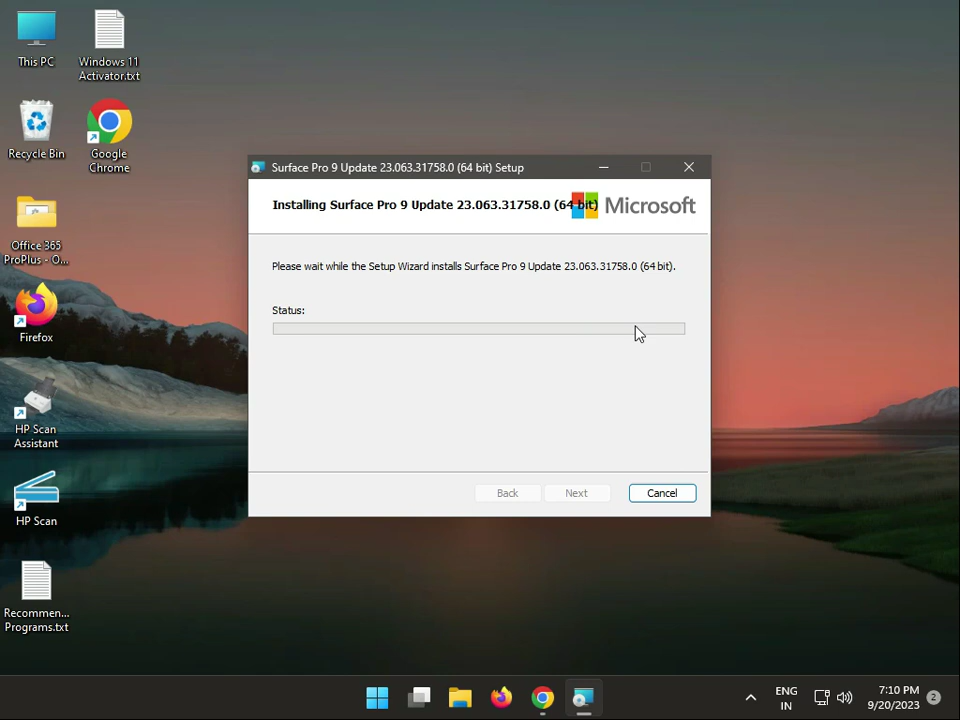 This PC
Windows 11
Activator.txt
Recycle Bin
Google
Chrome
Office 365
ProPlus - O...
Firefox
HP Scan
Assistant
HP Scan
Recommen...
Programs.txt
Surface Pro 9 Update 23.063.31758.0 (64 bit) Setup
Installing Surface Pro 9 Update 23.063.31758.0 (64 bit)
Microsoft
Please wait while the Setup Wizard installs Surface Pro 9 Update 23.063.31758.0 (64 bit).
Status:
Back
Next
Cancel
ENG
IN
7:10 PM
9/20/2023
2